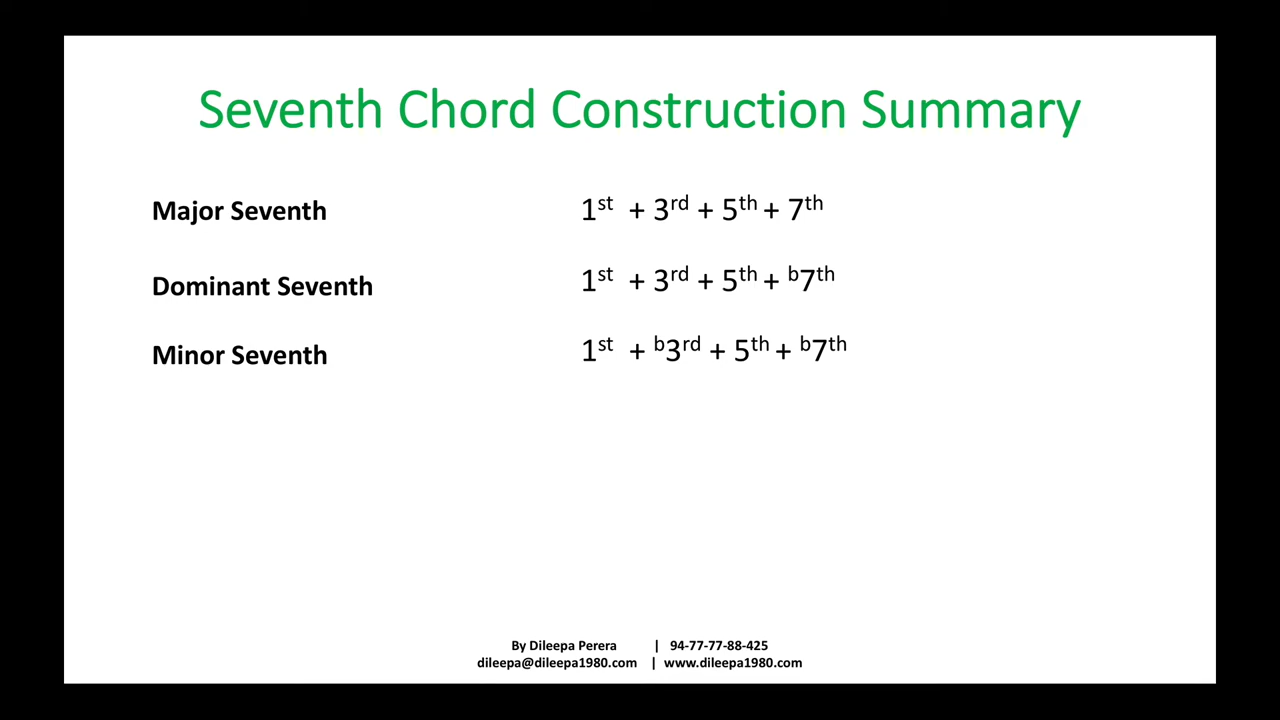 Seventh Chord Construction Summary
Major Seventh 1st + 3rd + 5th + 7th
Dominant Seventh 1st + 3rd + 5th + b7th
Minor Seventh 1st + b3rd + 5th + b7th
By Dileepa Perera | 94-77-77-88-425
dileepa@dileepa1980.com | www.dileepa1980.com